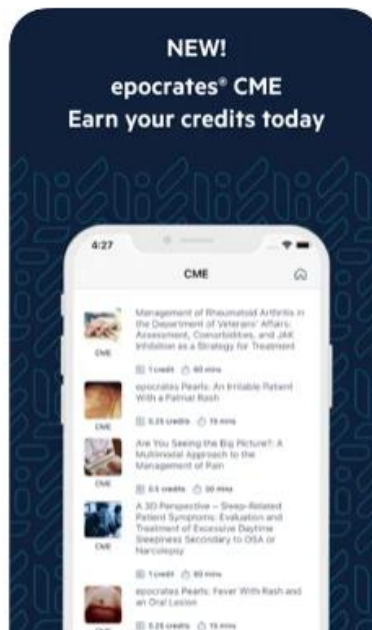 NEW!
epocrates® CME
Earn your credits today
4:27
CME
Management of Rheumatoid Arthritis in
the Department of Veterans' Affairs:
Assessment, Comorbidities, and JAK
Inhibition as a Strategy for Treatment
CME
1 credit 60 mins
epocrates Pearls: An Irritable Patient
With a Palmar Rash
CME
0.25 credits 15 mins
Are You Seeing the Big Picture?: A
Multimodal Approach to the
Management of Pain
CME
0.5 credits 30 mins
A 3D Perspective – Sleep-Related
Patient Symptoms: Evaluation and
Treatment of Excessive Daytime
Sleepiness Secondary to OSA or
Narcolepsy
CME
1 credit 60 mins
epocrates Pearls: Fever With Rash and
an Oral Lesion
CME
0.25 credits 15 mins